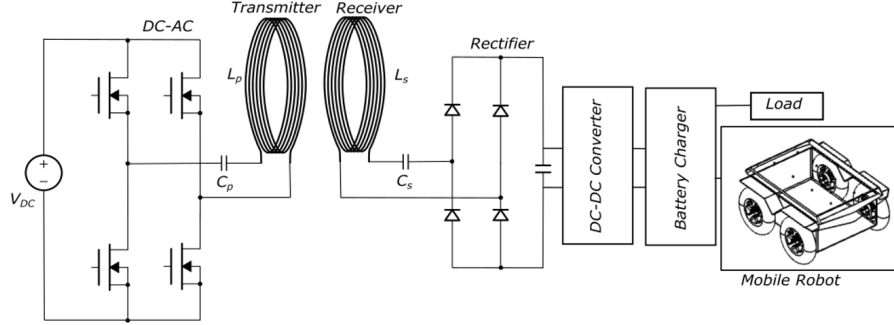 Transmitter
Receiver
DC-AC
Rectifier
L_p
L_s
Load
DC-DC Converter
Battery Charger
C_p
C_s
V_DC
+
−
Mobile Robot